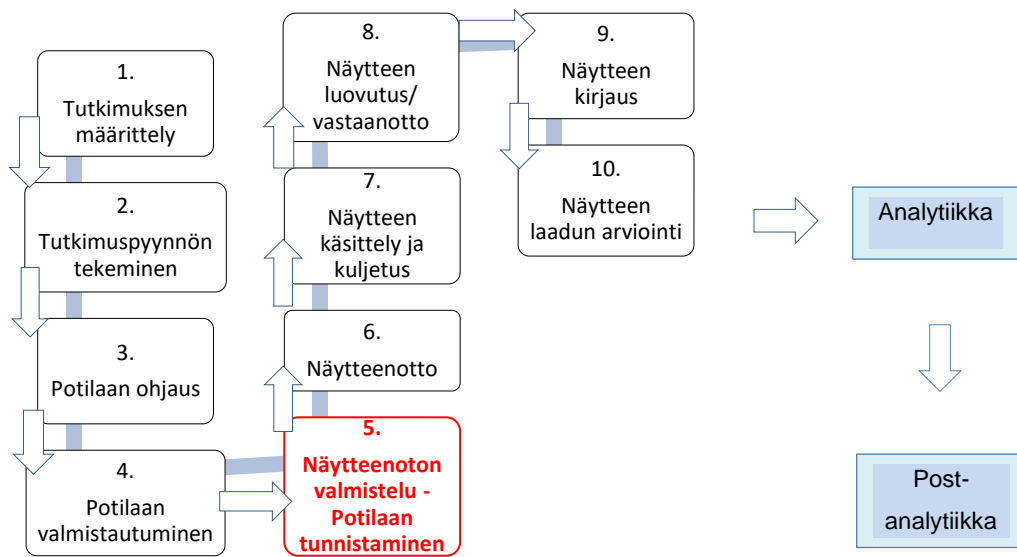 1.
Tutkimuksen
määrittely
2.
Tutkimuspyynnön
tekeminen
3.
Potilaan ohjaus
4.
Potilaan
valmistautuminen
5.
Näytteenoton
valmistelu -
Potilaan
tunnistaminen
6.
Näytteenotto
7.
Näytteen
käsittely ja
kuljetus
8.
Näytteen
luovutus/
vastaanotto
9.
Näytteen
kirjaus
10.
Näytteen
laadun arviointi
Analytiikka
Post-
analytiikka